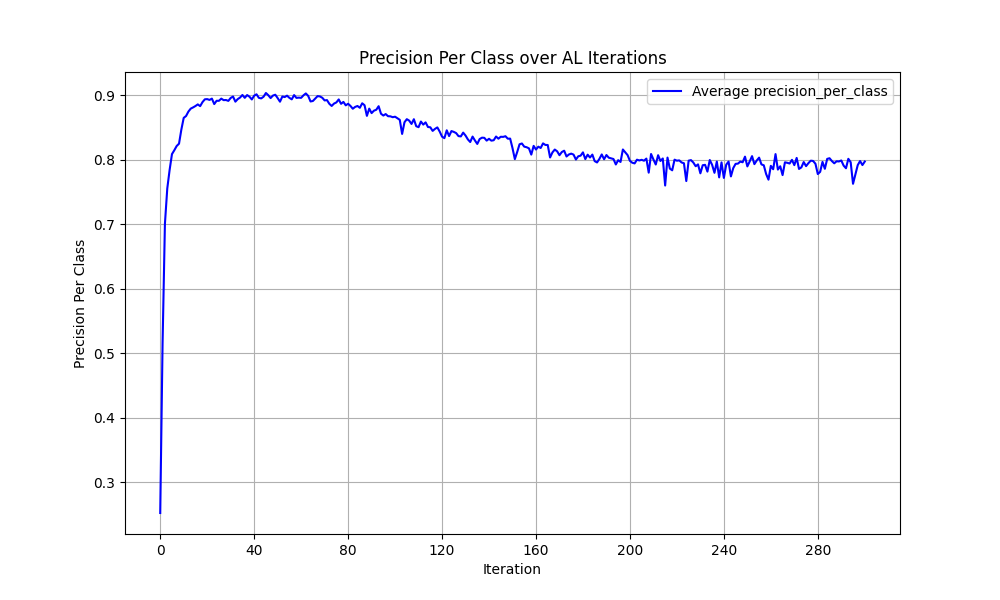 Precision Per Class over AL Iterations
Average precision_per_class
Precision Per Class
0.9
0.8
0.7
0.6
0.5
0.4
0.3
0 40 80 120 160 200 240 280
Iteration